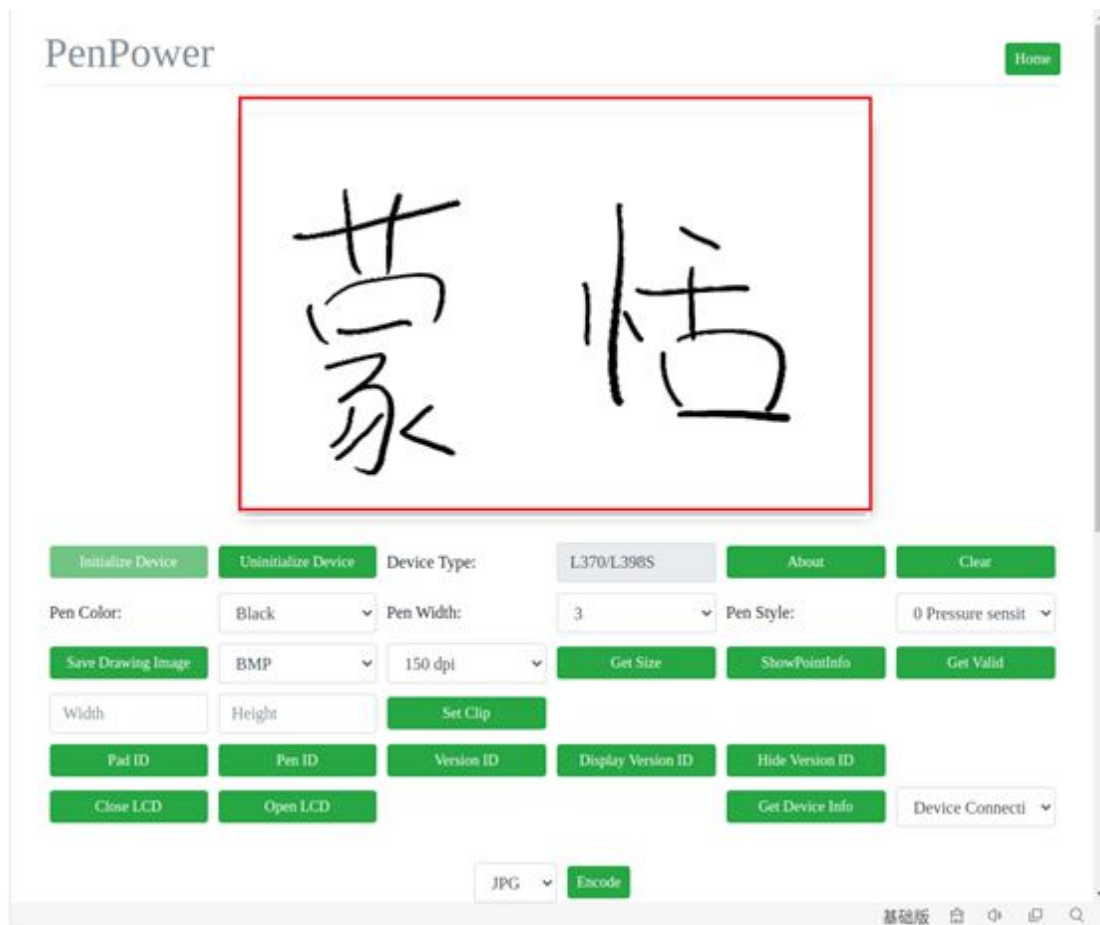 PenPower
Home
蒙恬
Initialize Device Uninitialize Device Device Type: L370/L398S About Clear
Pen Color: Black Pen Width: 3 Pen Style: 0 Pressure sensit
Save Drawing Image BMP 150 dpi Get Size ShowPointInfo Get Valid
Width Height Set Clip
Pad ID Pen ID Version ID Display Version ID Hide Version ID
Close LCD Open LCD Get Device Info Device Connecti
JPG Encode
基础版